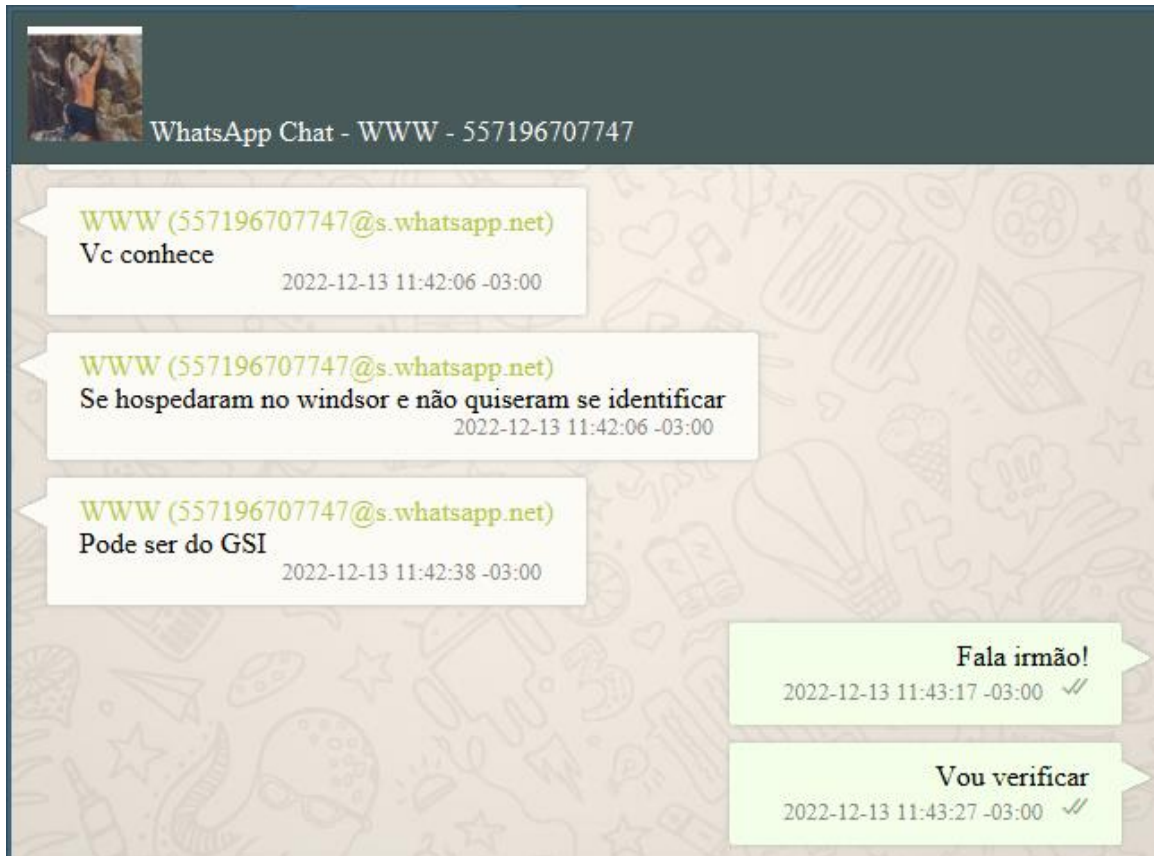 WhatsApp Chat - WWW - 557196707747
WWW (557196707747@s.whatsapp.net)
Vc conhece
2022-12-13 11:42:06 -03:00
WWW (557196707747@s.whatsapp.net)
Se hospedaram no windsor e não quiseram se identificar
2022-12-13 11:42:06 -03:00
WWW (557196707747@s.whatsapp.net)
Pode ser do GSI
2022-12-13 11:42:38 -03:00
Fala irmão!
2022-12-13 11:43:17 -03:00
Vou verificar
2022-12-13 11:43:27 -03:00